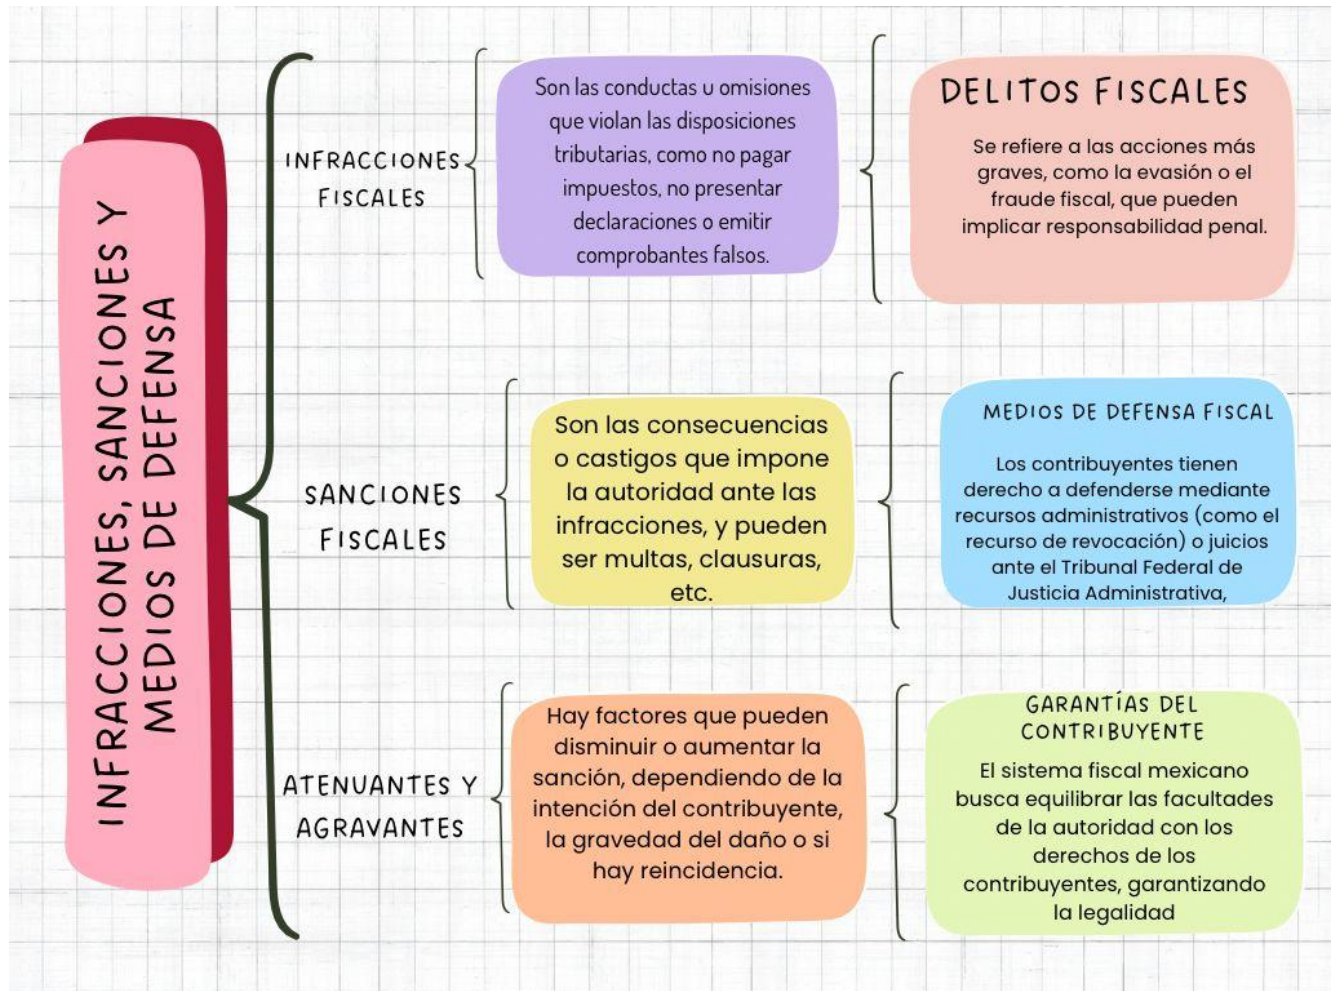 INFRACCIONES, SANCIONES Y
MEDIOS DE DEFENSA
INFRACCIONES
FISCALES
Son las conductas u omisiones
que violan las disposiciones
tributarias, como no pagar
impuestos, no presentar
declaraciones o emitir
comprobantes falsos.
DELITOS FISCALES
Se refiere a las acciones más
graves, como la evasión o el
fraude fiscal, que pueden
implicar responsabilidad penal.
SANCIONES
FISCALES
Son las consecuencias
o castigos que impone
la autoridad ante las
infracciones, y pueden
ser multas, clausuras,
etc.
MEDIOS DE DEFENSA FISCAL
Los contribuyentes tienen
derecho a defenderse mediante
recursos administrativos (como el
recurso de revocación) o juicios
ante el Tribunal Federal de
Justicia Administrativa,
ATENUANTES Y
AGRAVANTES
Hay factores que pueden
disminuir o aumentar la
sanción, dependiendo de la
intención del contribuyente,
la gravedad del daño o si
hay reincidencia.
GARANTÍAS DEL
CONTRIBUYENTE
El sistema fiscal mexicano
busca equilibrar las facultades
de la autoridad con los
derechos de los
contribuyentes, garantizando
la legalidad